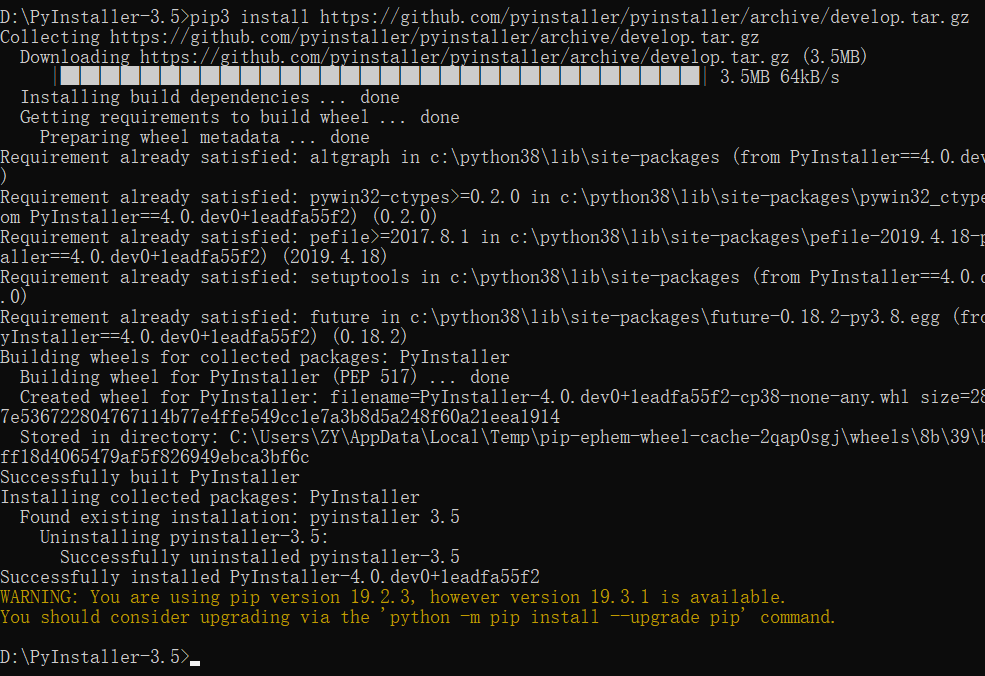 D:\PyInstaller-3.5>pip3 install https://github.com/pyinstaller/pyinstaller/archive/develop.tar.gz
Collecting https://github.com/pyinstaller/pyinstaller/archive/develop.tar.gz
Downloading https://github.com/pyinstaller/pyinstaller/archive/develop.tar.gz (3.5MB)
3.5MB 64kB/s
Installing build dependencies ... done
Getting requirements to build wheel ... done
Preparing wheel metadata ... done
Requirement already satisfied: altgraph in c:\python38\lib\site-packages (from PyInstaller==4.0.dev
)
Requirement already satisfied: pywin32-ctypes>=0.2.0 in c:\python38\lib\site-packages\pywin32_ctype
om PyInstaller==4.0.dev0+1eadfa55f2) (0.2.0)
Requirement already satisfied: pefile>=2017.8.1 in c:\python38\lib\site-packages\pefile-2019.4.18-p
aller==4.0.dev0+1eadfa55f2) (2019.4.18)
Requirement already satisfied: setuptools in c:\python38\lib\site-packages (from PyInstaller==4.0.d
.0)
Requirement already satisfied: future in c:\python38\lib\site-packages\future-0.18.2-py3.8.egg (fro
yInstaller==4.0.dev0+1eadfa55f2) (0.18.2)
Building wheels for collected packages: PyInstaller
Building wheel for PyInstaller (PEP 517) ... done
Created wheel for PyInstaller: filename=PyInstaller-4.0.dev0+1eadfa55f2-cp38-none-any.whl size=28
7e536722804767114b77e4ffe549cc1e7a3b8d5a248f60a21eea1914
Stored in directory: C:\Users\ZY\AppData\Local\Temp\pip-ephem-wheel-cache-2qap0sgj\wheels\8b\39\b
ff18d4065479af5f826949ebca3bf6c
Successfully built PyInstaller
Installing collected packages: PyInstaller
Found existing installation: pyinstaller 3.5
Uninstalling pyinstaller-3.5:
Successfully uninstalled pyinstaller-3.5
Successfully installed PyInstaller-4.0.dev0+1eadfa55f2
WARNING: You are using pip version 19.2.3, however version 19.3.1 is available.
You should consider upgrading via the 'python -m pip install --upgrade pip' command.
D:\PyInstaller-3.5>